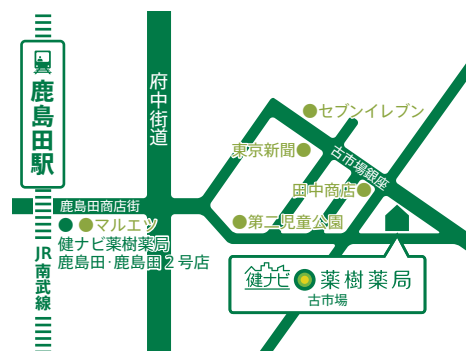 鹿島田駅
府中街道
セブンイレブン
東京新聞
古市場銀座
田中商店
鹿島田商店街
マルエツ
第二児童公園
健ナビ薬樹薬局
鹿島田・鹿島田2号店
JR南武線
健ナビ 薬樹薬局
古市場